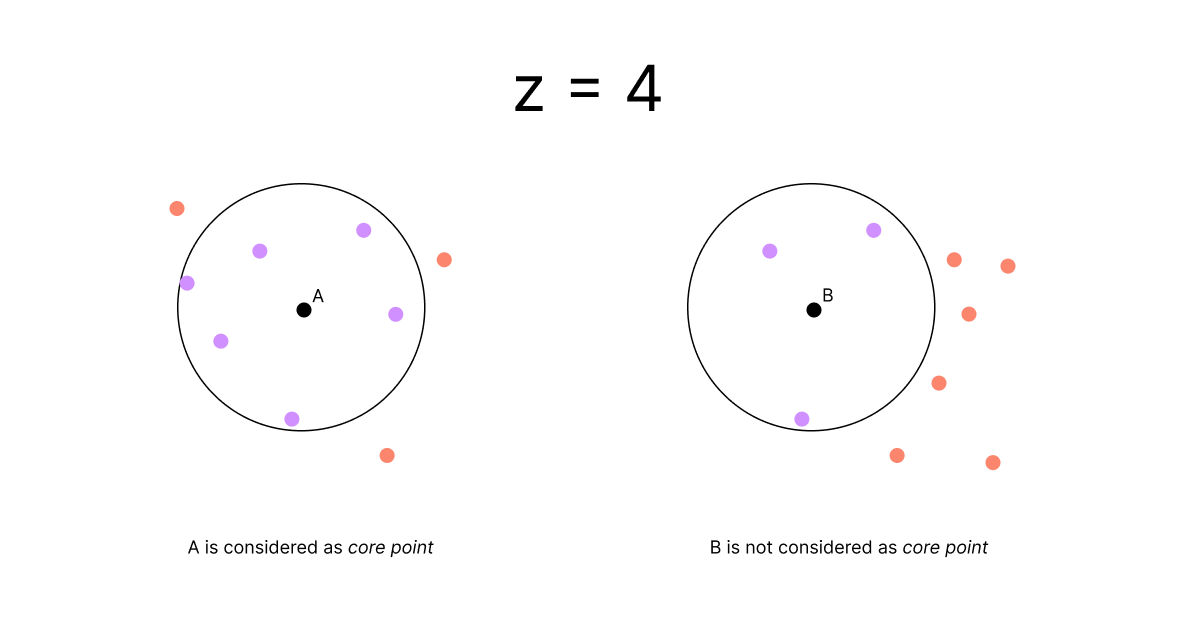 z = 4
A
B
A is considered as core point
B is not considered as core point